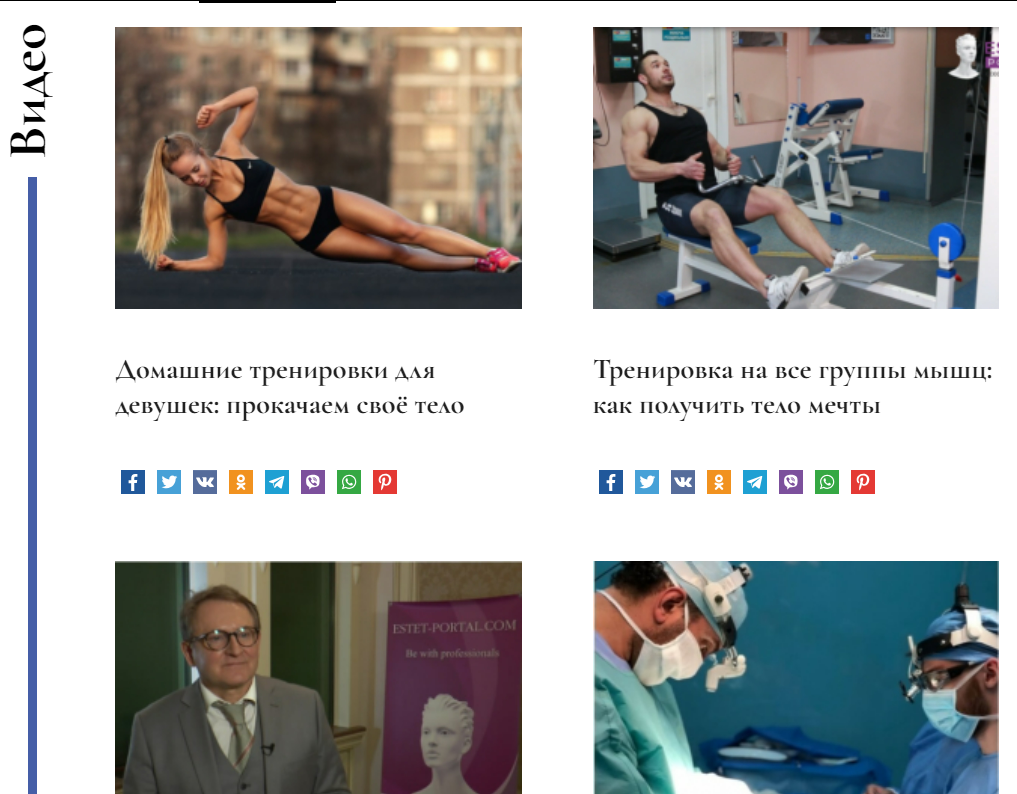 Видео
Домашние тренировки для
девушек: прокачаем своё тело
Тренировка на все группы мышц:
как получить тело мечты
ESTET-PORTAL.COM
Be with professionals